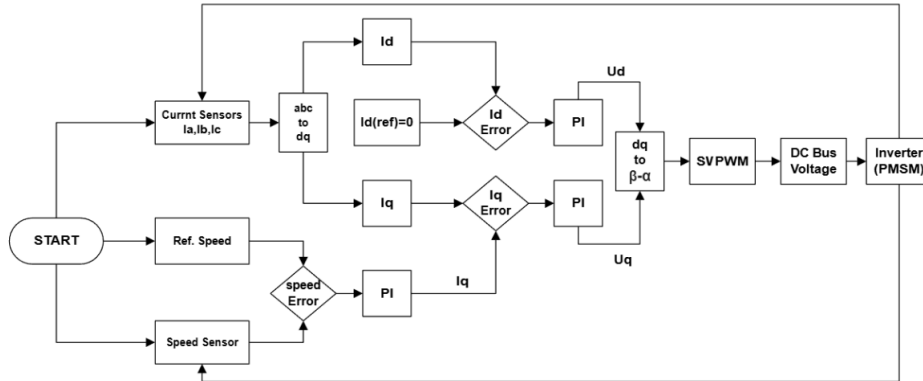 Id
Ud
Currnt Sensors
Ia,Ib,Ic
abc
to
dq
Id(ref)=0
Id
Error
PI
dq
to
β-α
SVPWM
DC Bus
Voltage
Inverter
(PMSM)
Iq
Iq
Error
PI
Uq
START
Ref. Speed
speed
Error
PI
Iq
Speed Sensor